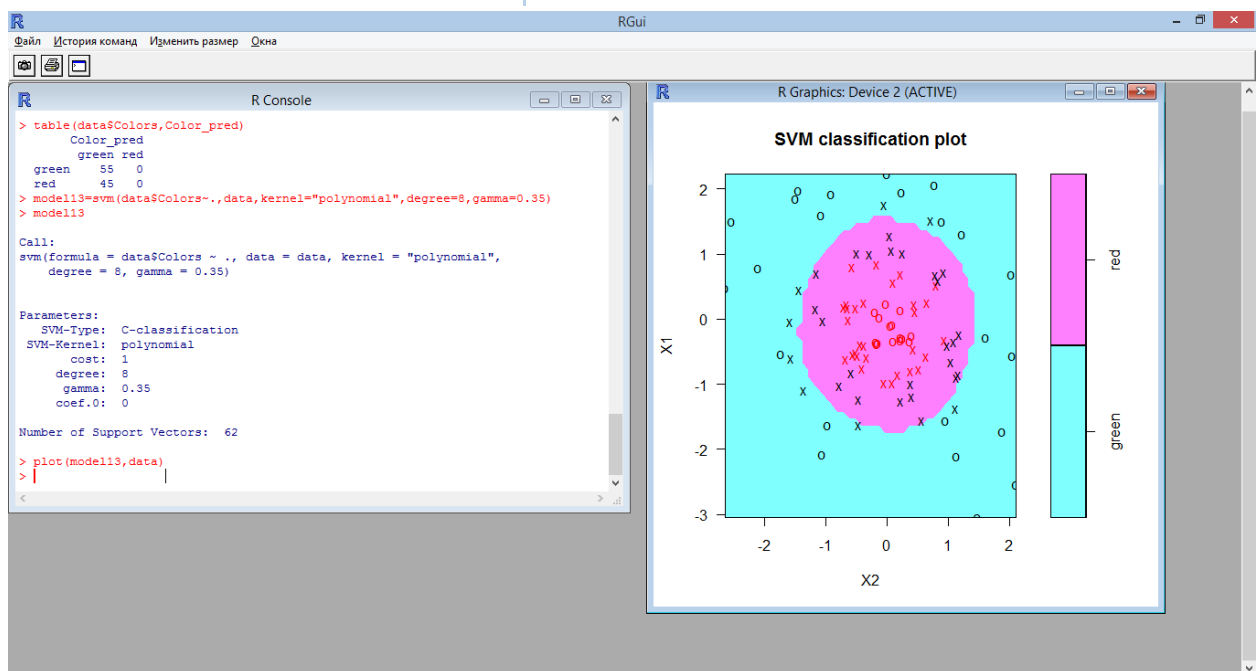 RGui
Файл История команд Изменить размер Окна
R Console
> table(data$Colors,Color_pred)
Color_pred
green red
green 55 0
red 45 0
> model13=svm(data$Colors~.,data,kernel="polynomial",degree=8,gamma=0.35)
> model13
Call:
svm(formula = data$Colors ~ ., data = data, kernel = "polynomial",
degree = 8, gamma = 0.35)
Parameters:
SVM-Type: C-classification
SVM-Kernel: polynomial
cost: 1
degree: 8
gamma: 0.35
coef.0: 0
Number of Support Vectors: 62
> plot(model13,data)
>
R Graphics: Device 2 (ACTIVE)
SVM classification plot
2
1
0
-1
-2
-3
X1
-2 -1 0 1 2
X2
red
green